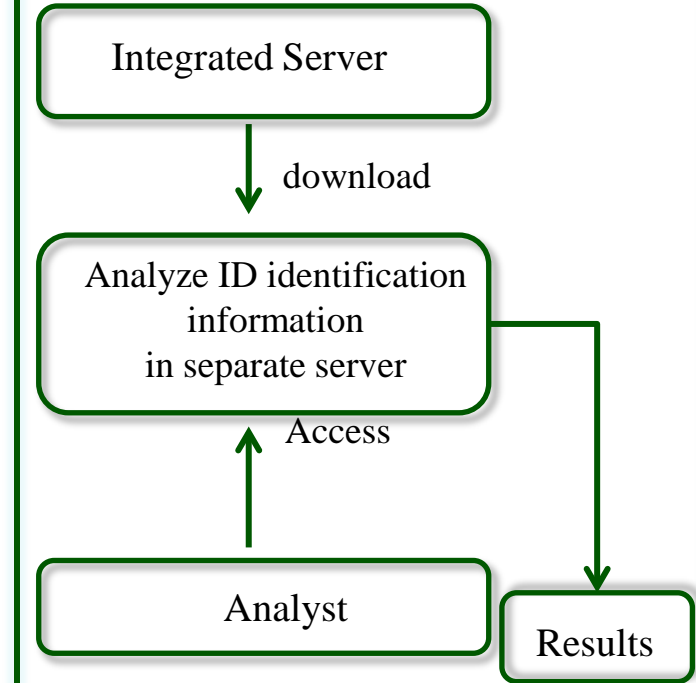 Integrated Server
download
Analyze ID identification
information
in separate server
Access
Analyst
Results